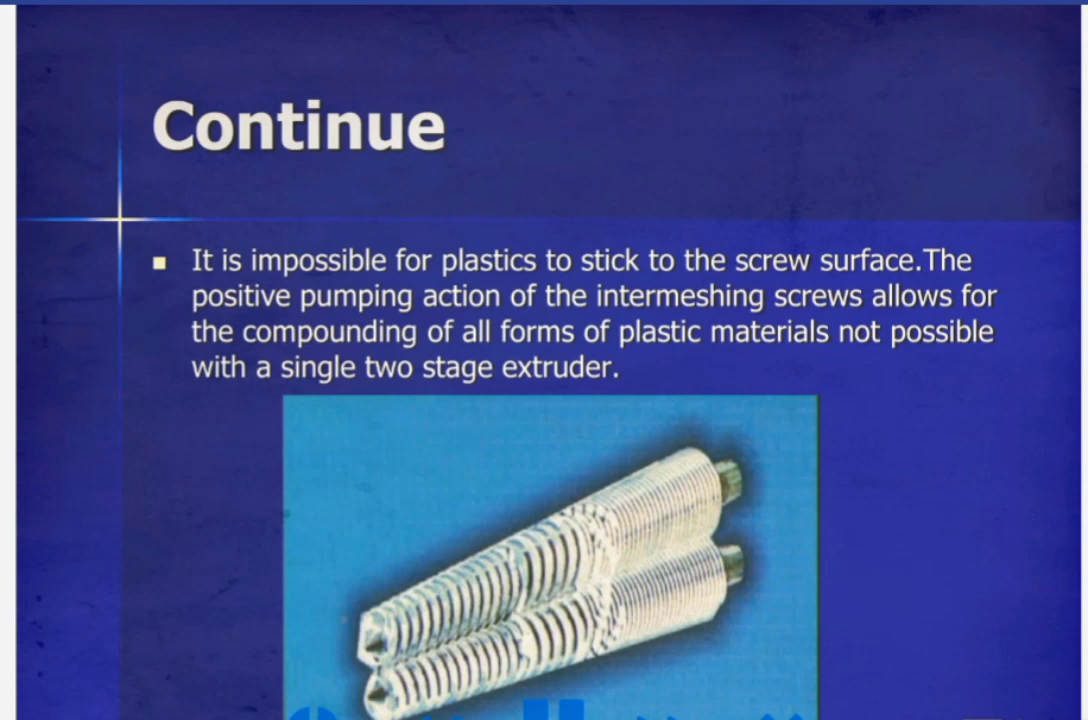 Continue
It is impossible for plastics to stick to the screw surface.The
positive pumping action of the intermeshing screws allows for
the compounding of all forms of plastic materials not possible
with a single two stage extruder.